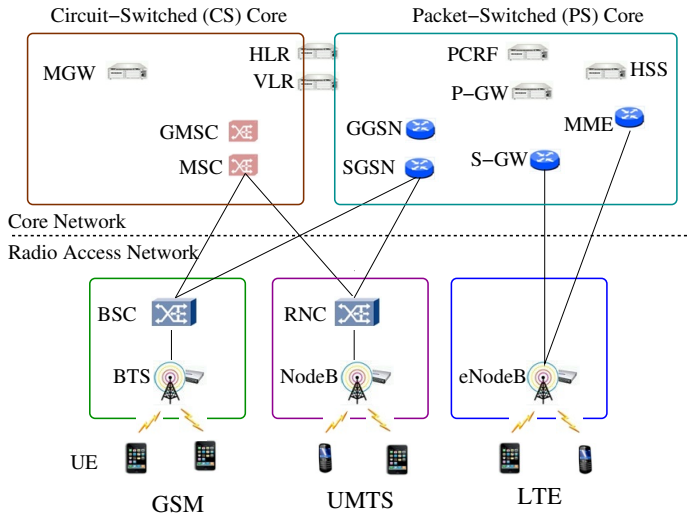 Circuit−Switched (CS) Core
Packet−Switched (PS) Core
HLR
PCRF
MGW
HSS
VLR
P−GW
GMSC
GGSN
MME
MSC
SGSN
S−GW
Core Network
Radio Access Network
BSC
RNC
BTS
NodeB
eNodeB
UE
GSM
UMTS
LTE